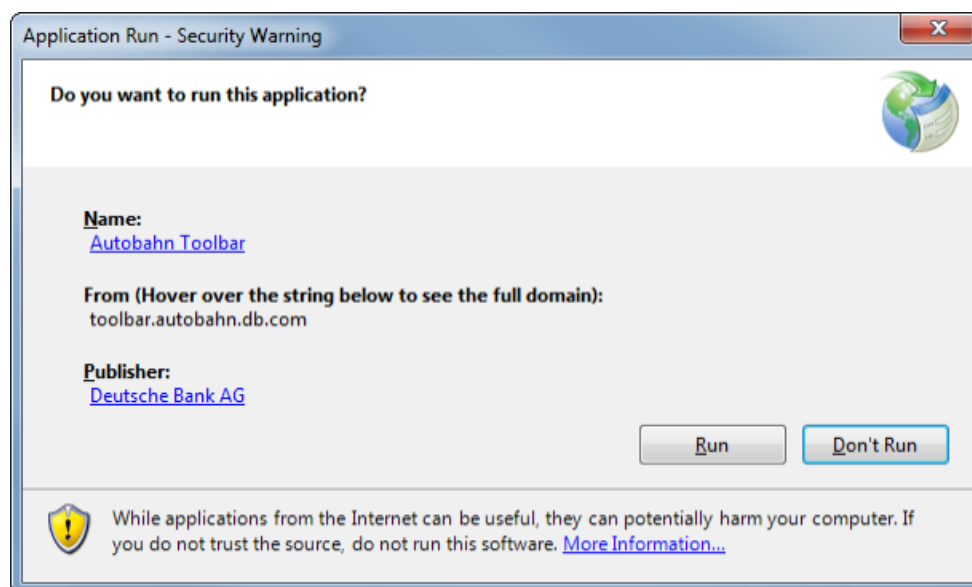 Application Run - Security Warning
Do you want to run this application?
Name:
Autobahn Toolbar
From (Hover over the string below to see the full domain):
toolbar.autobahn.db.com
Publisher:
Deutsche Bank AG
Run
Don't Run
While applications from the Internet can be useful, they can potentially harm your computer. If
you do not trust the source, do not run this software. More Information...